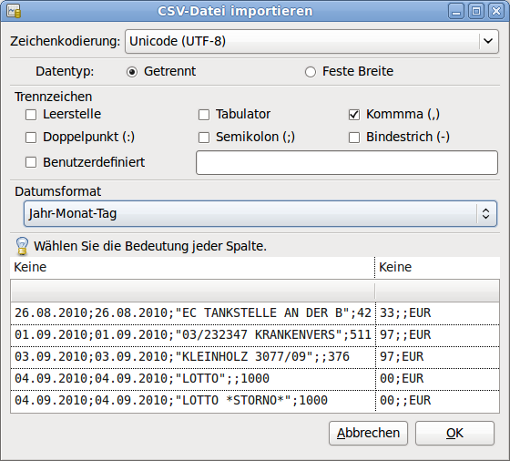 CSV-Datei importieren
Zeichenkodierung: Unicode (UTF-8)
Datentyp: Getrennt Feste Breite
Trennzeichen
Leerstelle Tabulator Kommma (,)
Doppelpunkt (:) Semikolon (;) Bindestrich (-)
Benutzerdefiniert
Datumsformat
Jahr-Monat-Tag
Wählen Sie die Bedeutung jeder Spalte.
Keine Keine
26.08.2010;26.08.2010;"EC TANKSTELLE AN DER B";42 33;;EUR
01.09.2010;01.09.2010;"03/232347 KRANKENVERS";511 97;;EUR
03.09.2010;03.09.2010;"KLEINHOLZ 3077/09";;376 97;EUR
04.09.2010;04.09.2010;"LOTTO";;1000 00;EUR
04.09.2010;04.09.2010;"LOTTO *STORNO*";1000 00;;EUR
Abbrechen OK